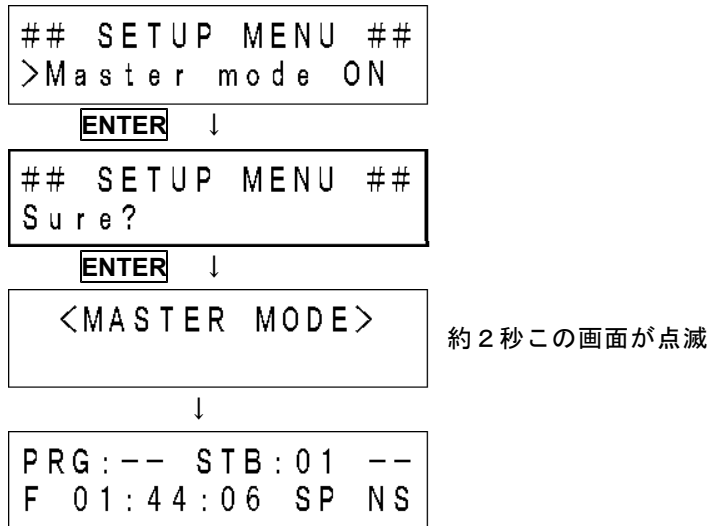 ## SETUP MENU ##
>Master mode ON
ENTER ↓
## SETUP MENU ##
Sure?
ENTER ↓
<MASTER MODE>
約２秒この画面が点滅
↓
PRG:-- STB:01 --
F 01:44:06 SP NS